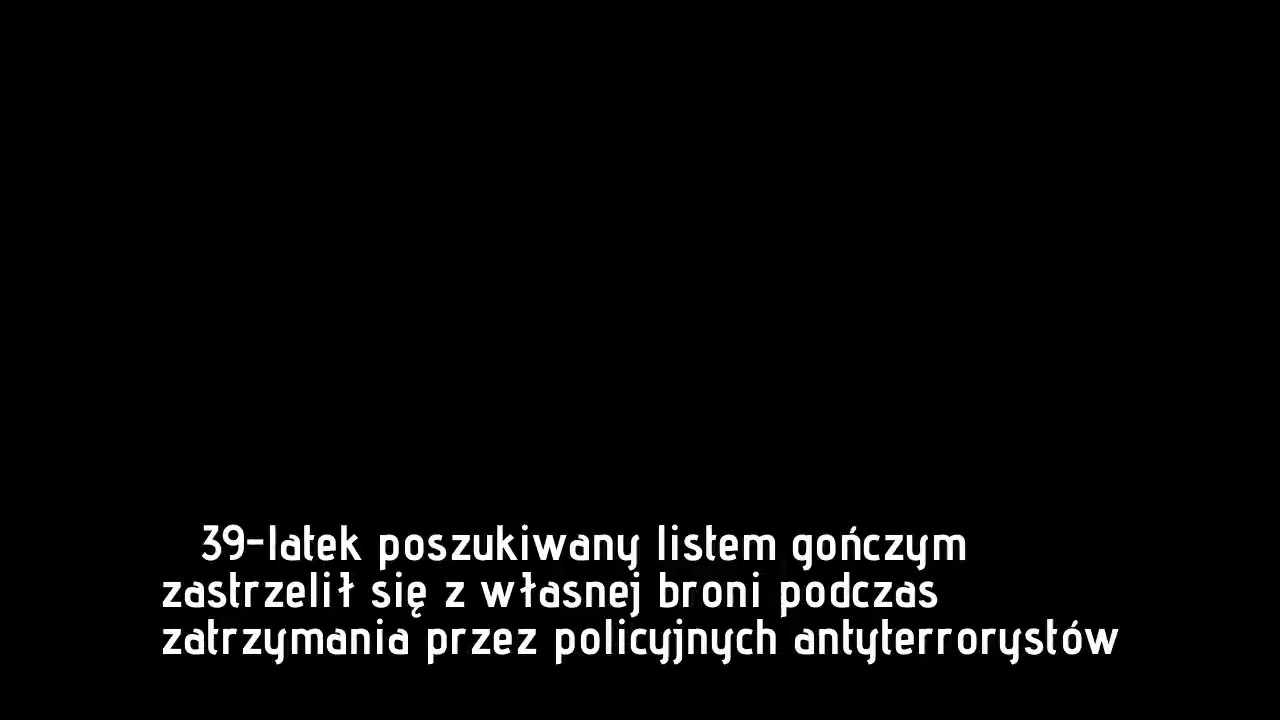 39-latek poszukiwany listem gończym
zastrzelił się z własnej broni podczas
zatrzymania przez policyjnych antyterrorystów